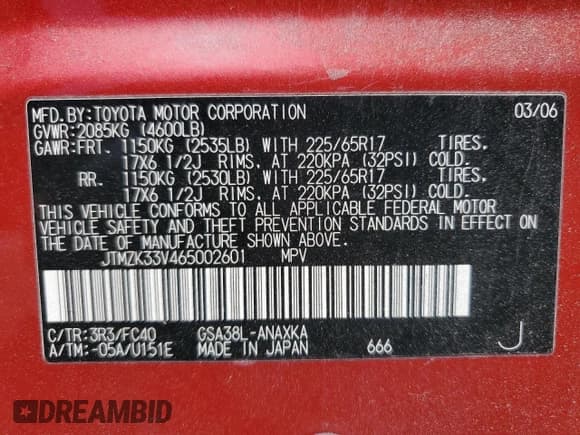 MFD.BY:TOYOTA MOTOR CORPORATION 03/06
GVWR:2085KG (4600LB)
GAWR:FRT. 1150KG (2535LB) WITH 225/65R17 TIRES.
17X6 1/2J RIMS. AT 220KPA (32PSI) COLD.
RR. 1150KG (2530LB) WITH 225/65R17 TIRES.
17X6 1/2J RIMS. AT 220KPA (32PSI) COLD.
THIS VEHICLE CONFORMS TO ALL APPLICABLE FEDERAL MOTOR
VEHICLE SAFETY AND THEFT PREVENTION STANDARDS IN EFFECT ON
THE DATE OF MANUFACTURE SHOWN ABOVE.
JTMZK33V465002601 MPV
C/TR:3R3/FC40 GSA38L-ANAXKA
A/TM:-05A/U151E MADE IN JAPAN 666 J
DREAMBID